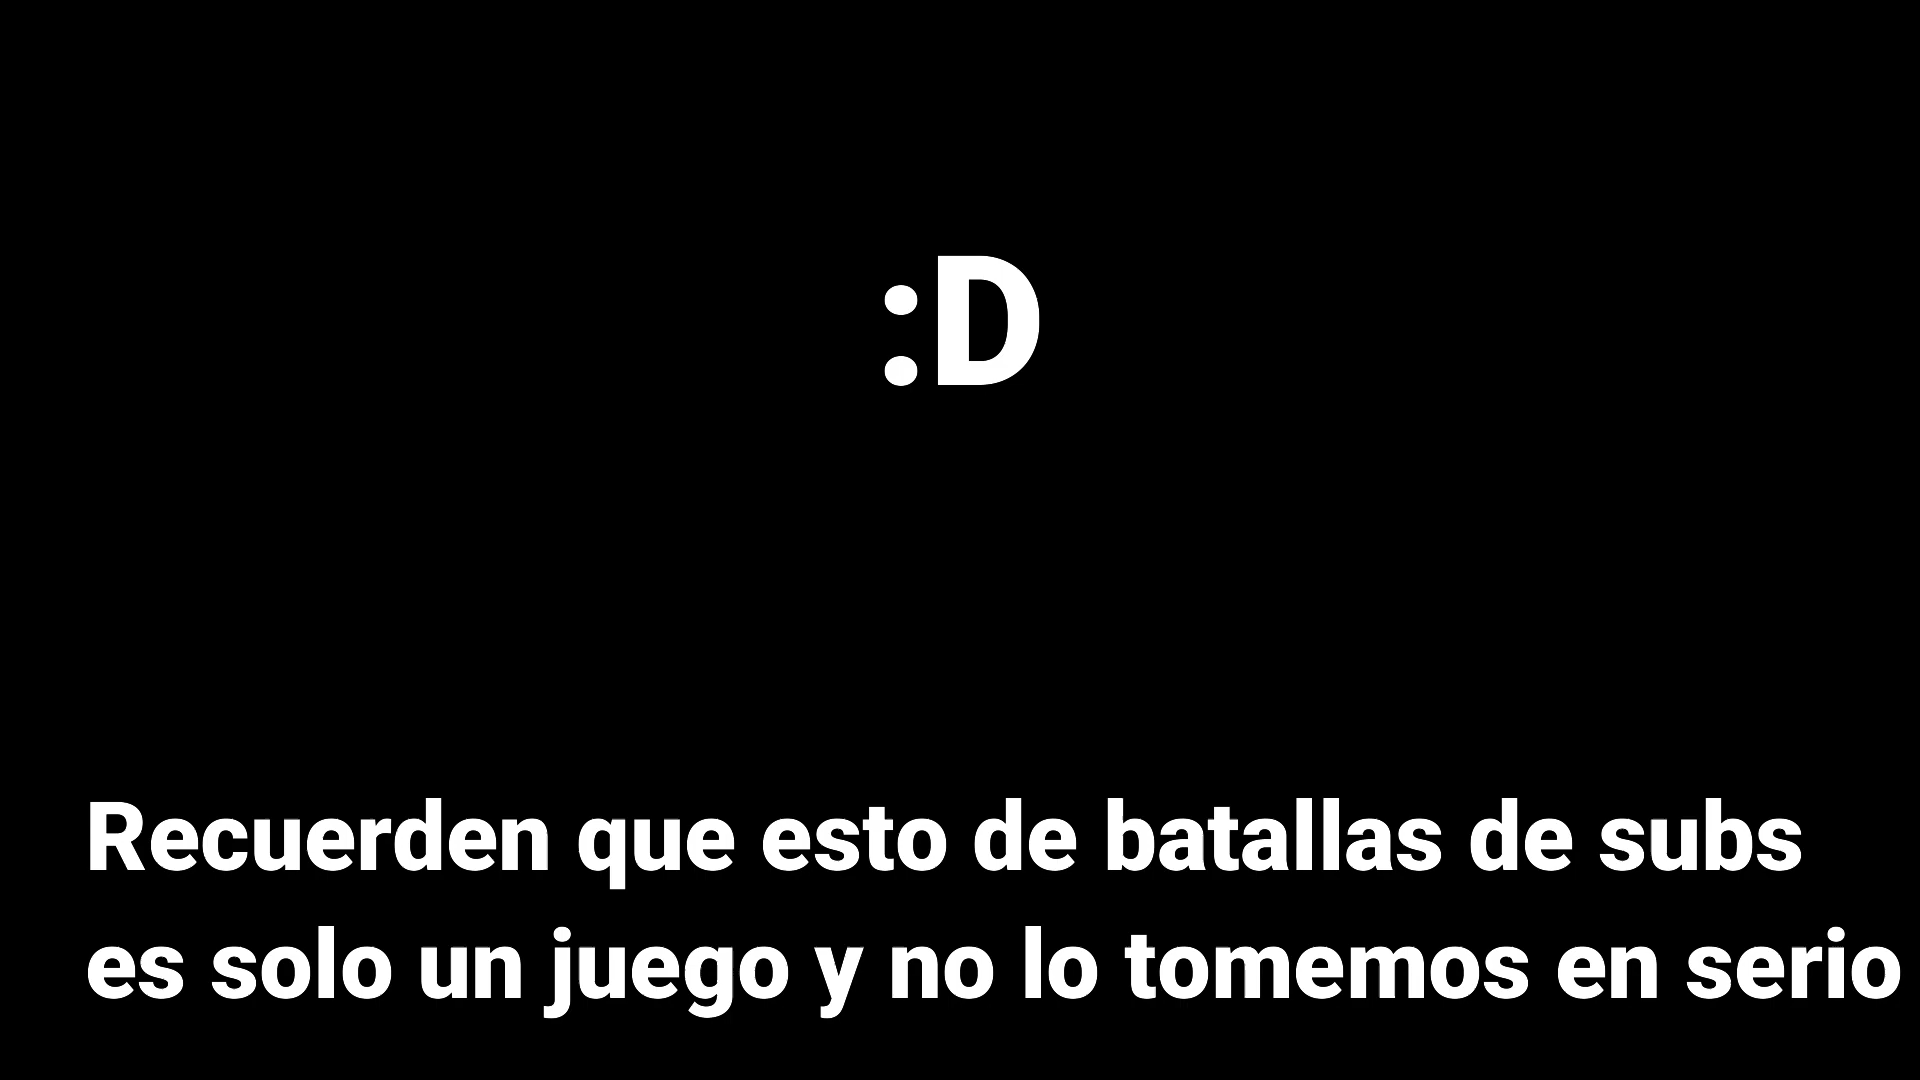 :D
Recuerden que esto de batallas de subs
es solo un juego y no lo tomemos en serio